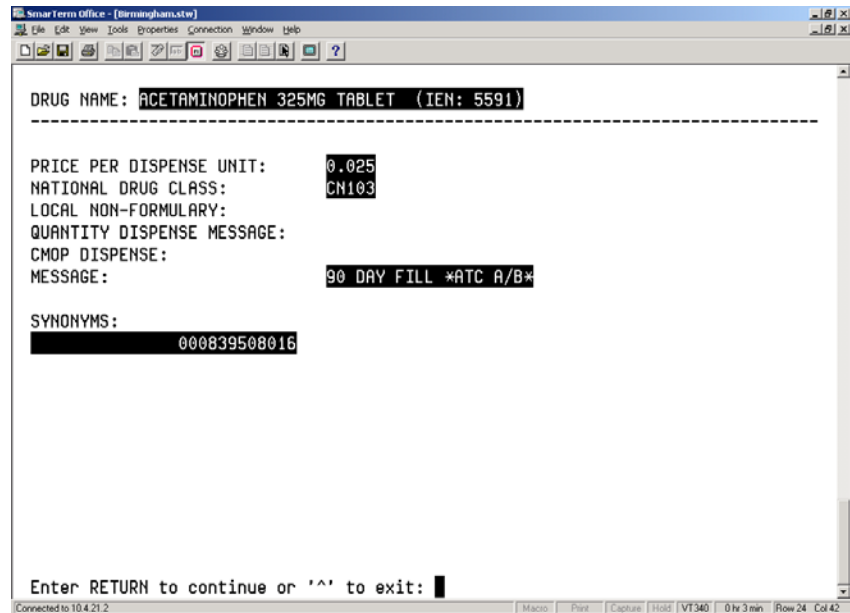 SmarTerm Office - [Birmingham.stw]
File Edit View Tools Properties Connection Window Help
DRUG NAME: ACETAMINOPHEN 325MG TABLET (IEN: 5591)
--------------------------------------------------------------------------------
PRICE PER DISPENSE UNIT: 0.025
NATIONAL DRUG CLASS: CN103
LOCAL NON-FORMULARY:
QUANTITY DISPENSE MESSAGE:
CMOP DISPENSE:
MESSAGE: 90 DAY FILL *ATC A/B*
SYNONYMS:
000839508016
Enter RETURN to continue or '^' to exit:
Connected to 10.4.21.2 Macro Print Capture Hold VT340 0 hr 3 min Row 24 Col 42